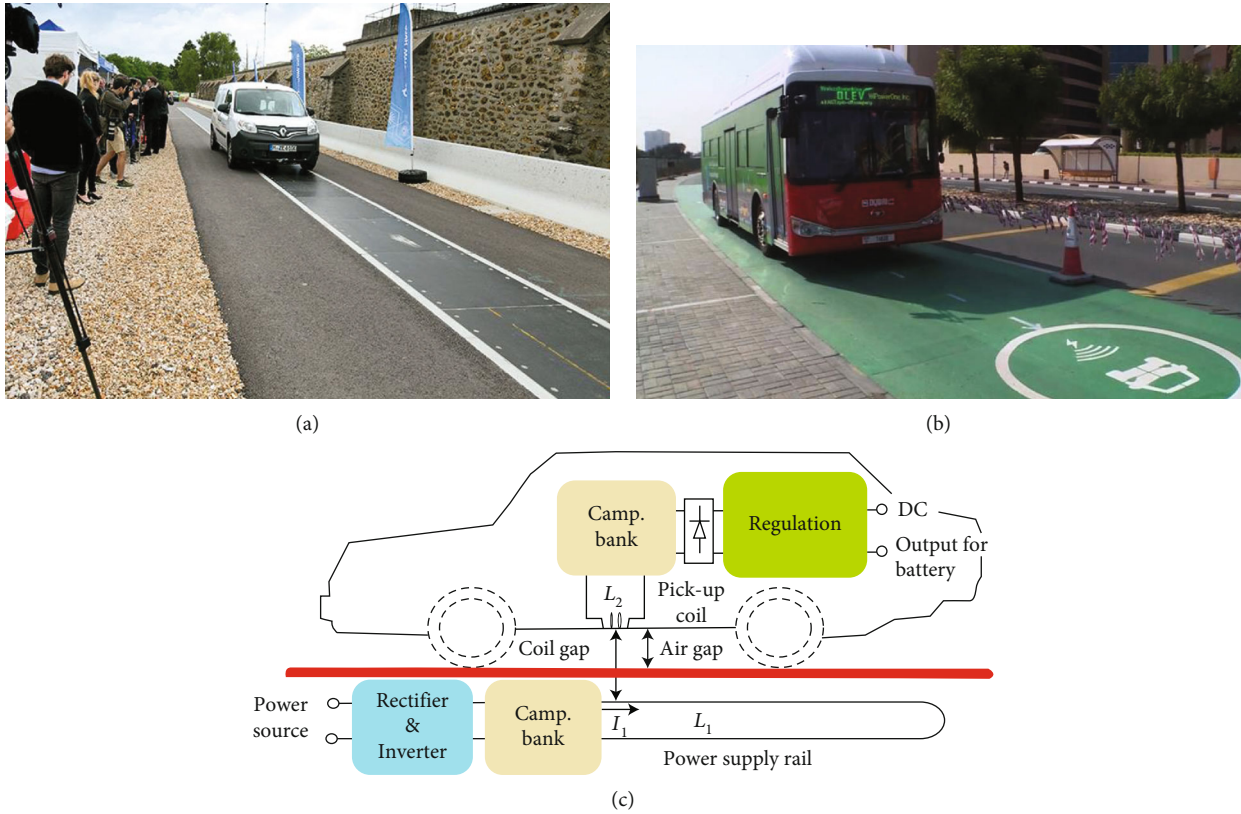 OLEV
(a)
(b)
Camp.
bank
Regulation
DC
Output for
battery
L2
Pick-up
coil
Coil gap
Air gap
Power
source
Rectifier
&
Inverter
Camp.
bank
I1
L1
Power supply rail
(c)